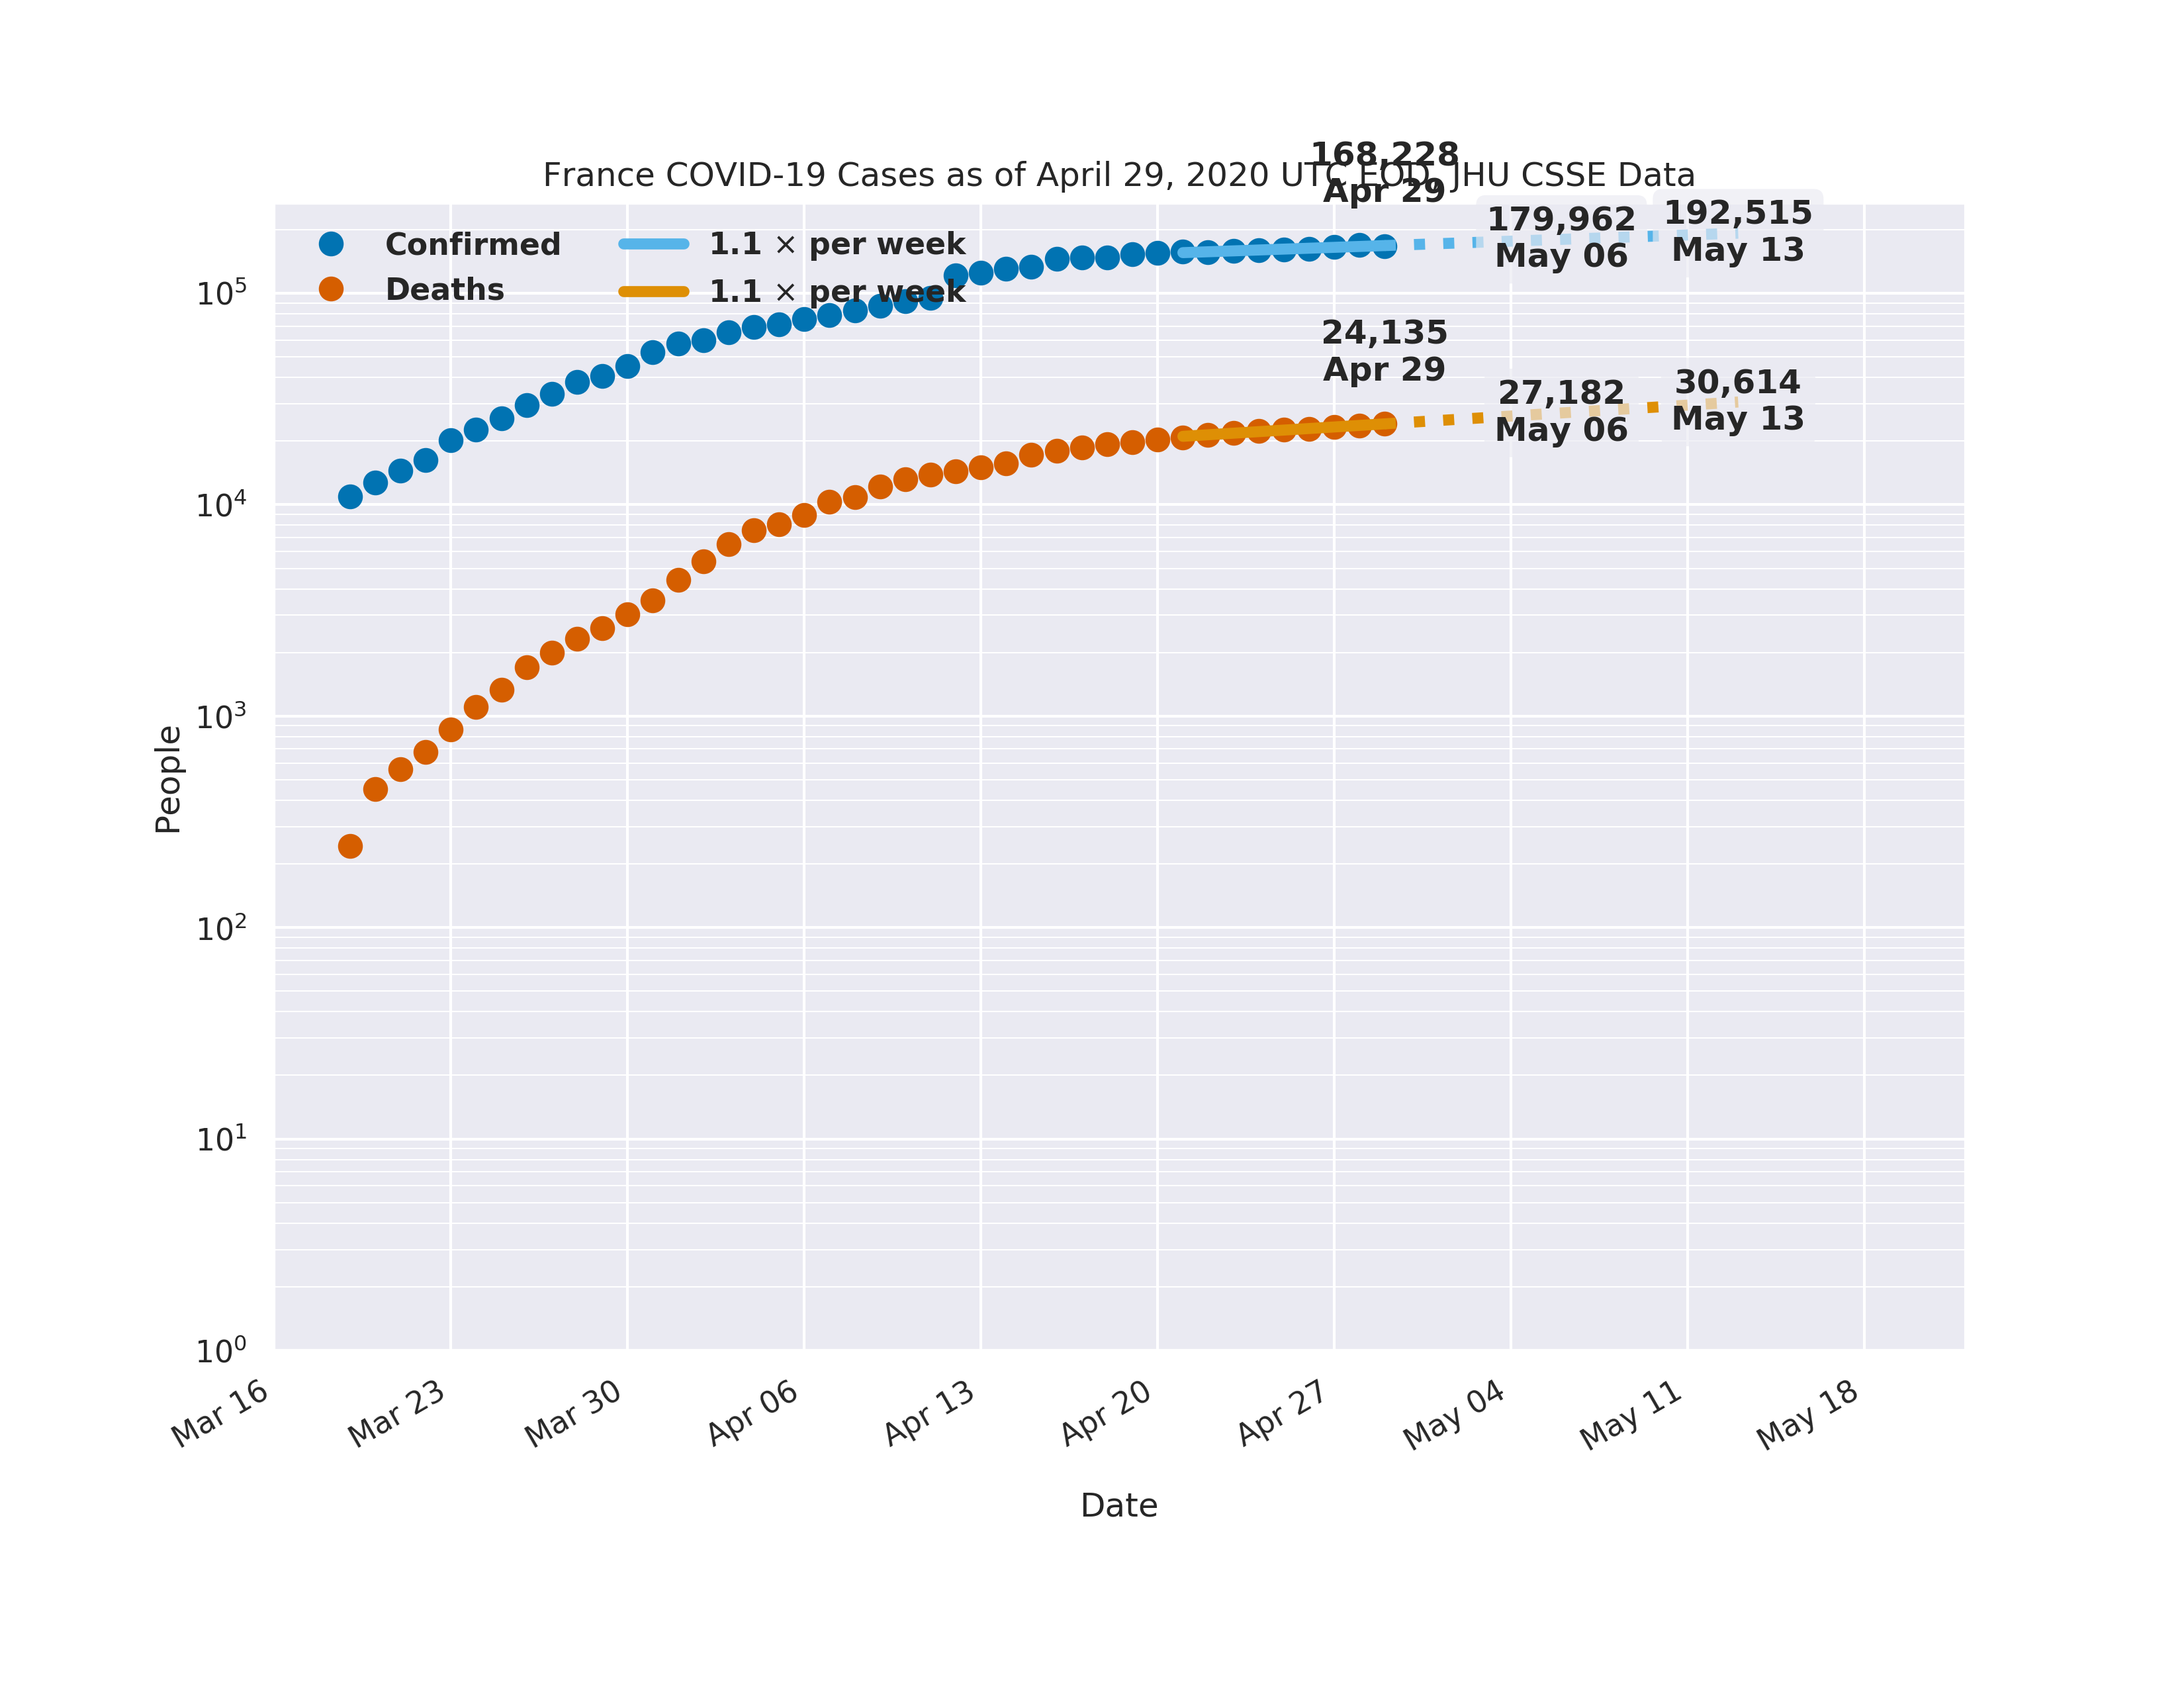 168,228
Apr 29
France COVID-19 Cases as of April 29, 2020 UTC EOD, JHU CSSE Data
179,962
May 06
192,515
May 13
Confirmed
Deaths
1.1 × per week
1.1 × per week
24,135
Apr 29
27,182
May 06
30,614
May 13
10⁵
10⁴
10³
10²
10¹
10⁰
People
Mar 16
Mar 23
Mar 30
Apr 06
Apr 13
Apr 20
Apr 27
May 04
May 11
May 18
Date